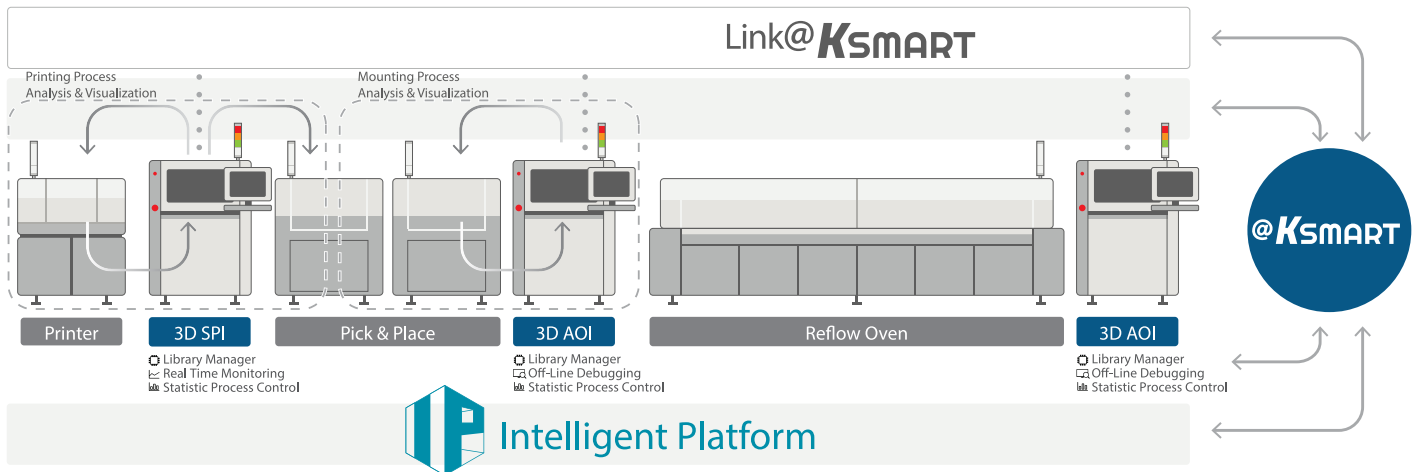 Link@KSMART
Printing Process
Analysis & Visualization
Mounting Process
Analysis & Visualization
@KSMART
Printer
3D SPI
Pick & Place
3D AOI
Reflow Oven
3D AOI
Library Manager
Real Time Monitoring
Statistic Process Control
Library Manager
Off-Line Debugging
Statistic Process Control
Library Manager
Off-Line Debugging
Statistic Process Control
IP Intelligent Platform